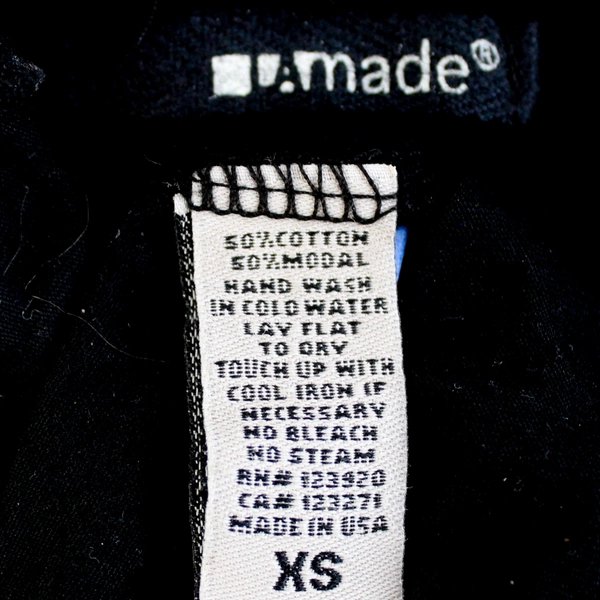 LAmade®
50%COTTON
50%MODAL
HAND WASH
IN COLD WATER
LAY FLAT
TO DRY
TOUCH UP WITH
COOL IRON IF
NECESSARY
NO BLEACH
NO STEAM
RN# 123920
CA# 123271
MADE IN USA
XS